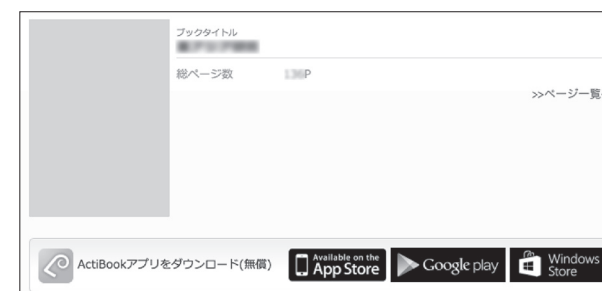 ブックタイトル
総ページ数 136P
>>ページ一覧
ActiBookアプリをダウンロード(無償)
Available on the
App Store
Google play
Windows
Store